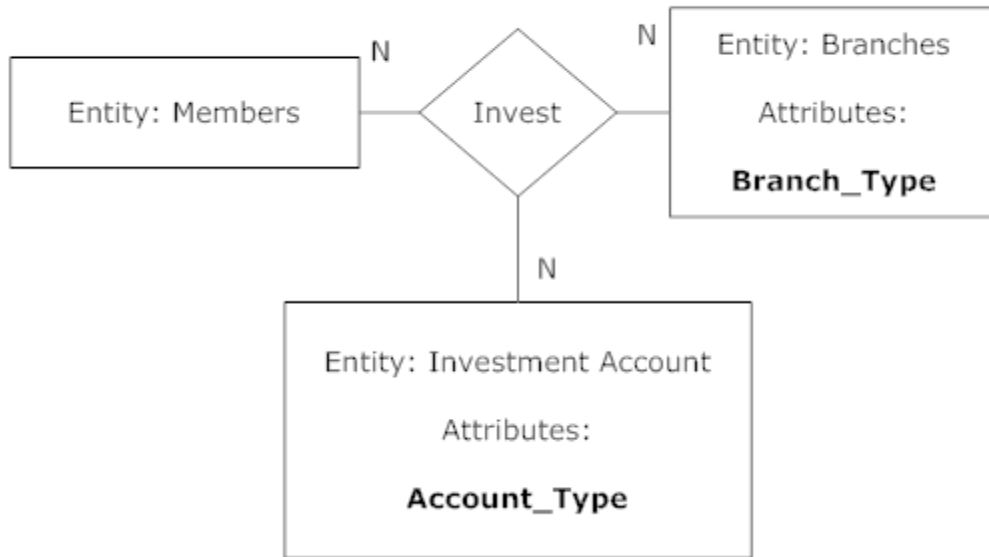 N
N
Entity: Branches
Entity: Members
Invest
Attributes:
Branch_Type
N
Entity: Investment Account
Attributes:
Account_Type